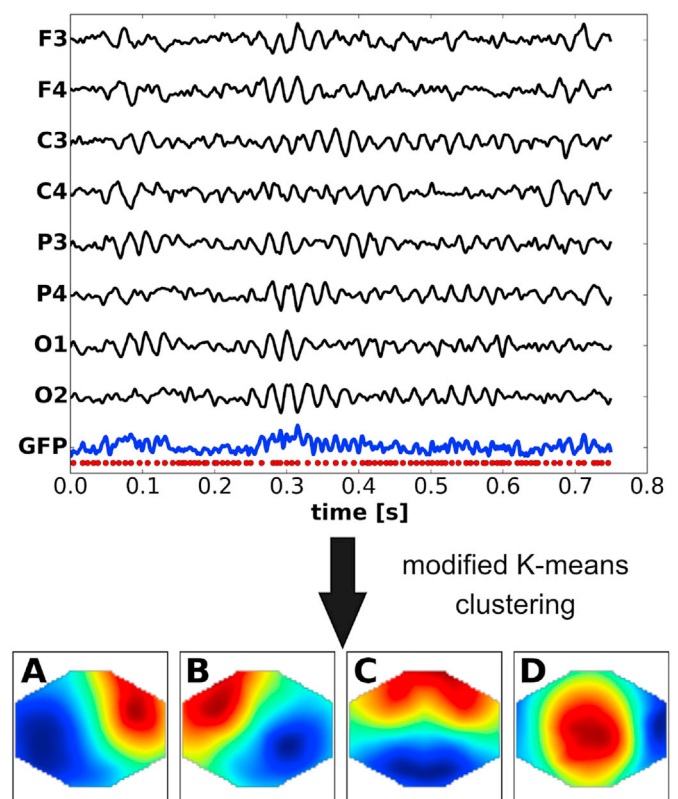 F3
F4
C3
C4
P3
P4
O1
O2
GFP
0.0 0.1 0.2 0.3 0.4 0.5 0.6 0.7 0.8
time [s]
modified K-means
clustering
A B C D